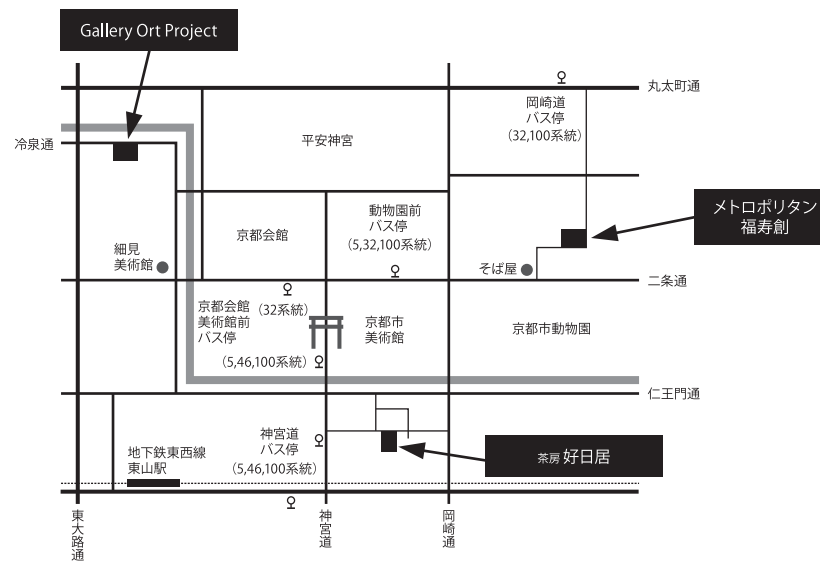 Gallery Ort Project
丸太町通
岡崎道
バス停
(32,100系統)
冷泉通
平安神宮
メトロポリタン
福寿創
動物園前
バス停
(5,32,100系統)
京都会館
細見
美術館
そば屋
二条通
京都会館
美術館前
バス停
(32系統)
(5,46,100系統)
京都市
美術館
京都市動物園
仁王門通
神宮道
バス停
(5,46,100系統)
地下鉄東西線
東山駅
茶房 好日居
東大路通
神宮道
岡崎通